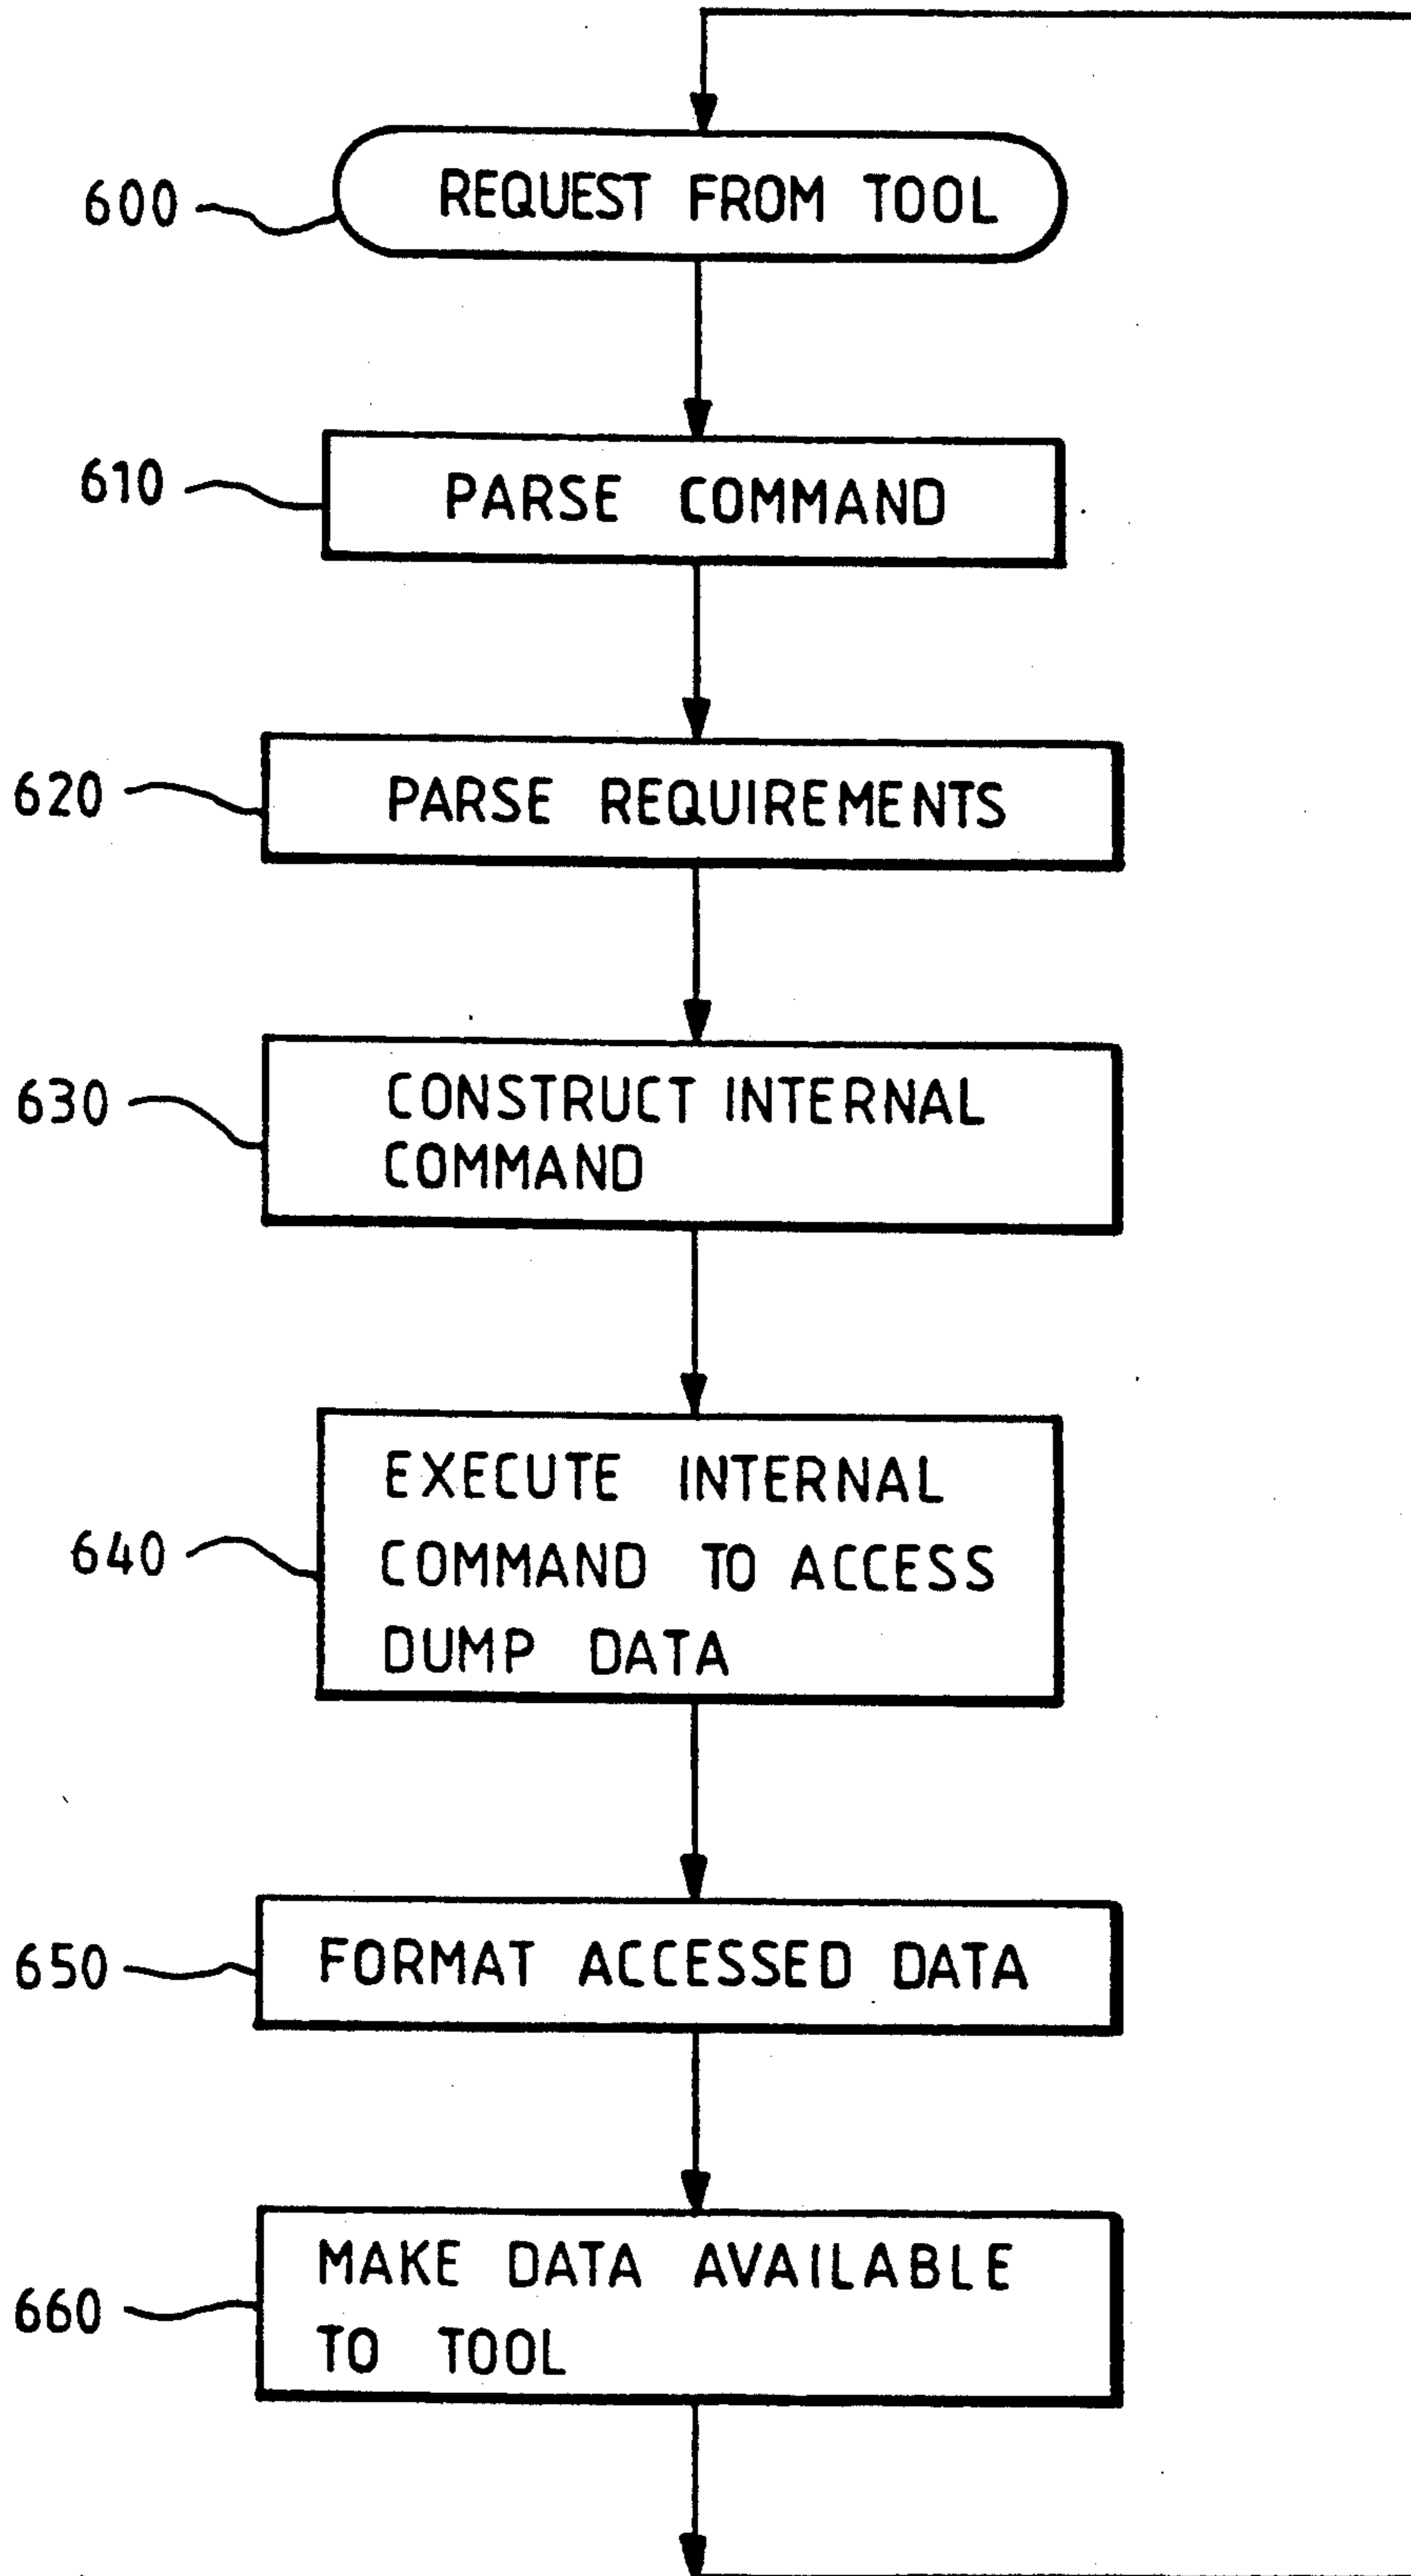 600 REQUEST FROM TOOL
610 PARSE COMMAND
620 PARSE REQUIREMENTS
630 CONSTRUCT INTERNAL
COMMAND
EXECUTE INTERNAL
640 COMMAND TO ACCESS
DUMP DATA
650 FORMAT ACCESSED DATA
MAKE DATA AVAILABLE
660 TO TOOL